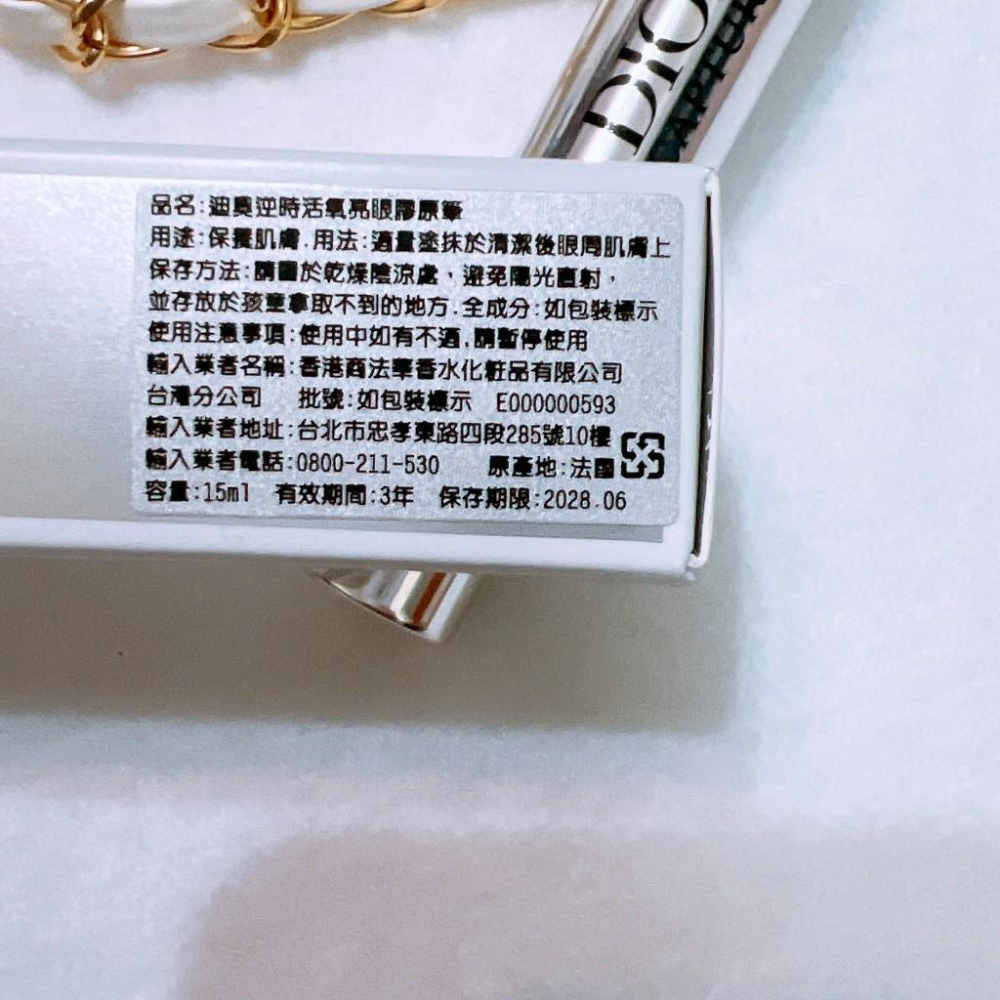 DIO
APTUR
品名:迪奧逆時活氧亮眼膠原筆
用途:保養肌膚.用法:適量塗抹於清潔後眼周肌膚上
保存方法:請置於乾燥陰涼處，避免陽光直射，
並存放於孩童拿取不到的地方.全成分:如包裝標示
使用注意事項:使用中如有不適,請暫停使用
輸入業者名稱:香港商法華香水化粧品有限公司
台灣分公司 批號:如包裝標示 E000000593
輸入業者地址:台北市忠孝東路四段285號10樓
輸入業者電話:0800-211-530 原產地:法國
容量:15ml 有效期間:3年 保存期限:2028.06